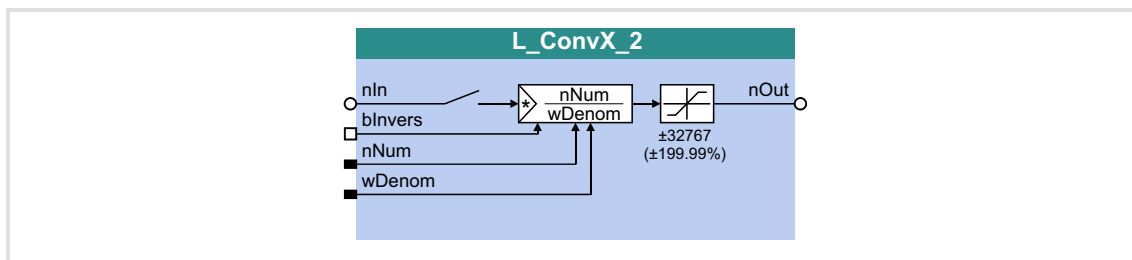 L_ConvX_2
nIn
nOut
*
nNum
wDenom
bInvers
±32767
(±199.99%)
nNum
wDenom